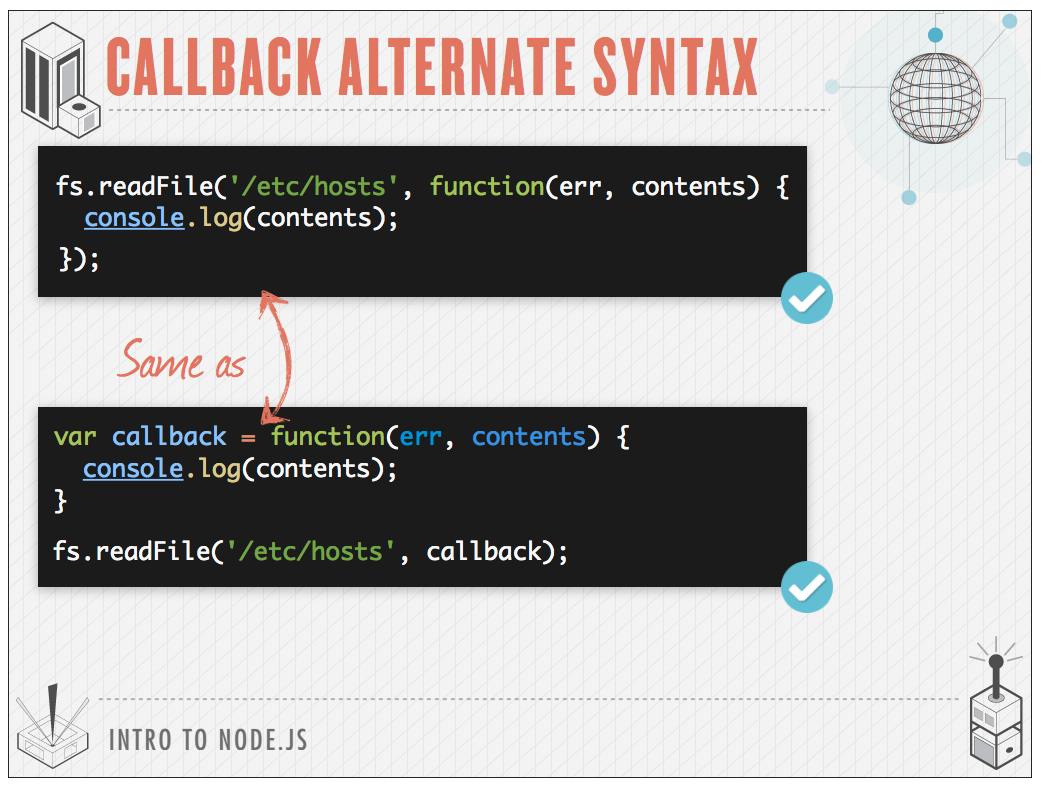 CALLBACK ALTERNATE SYNTAX
fs.readFile('/etc/hosts', function(err, contents) {
  console.log(contents);
});
Same as
var callback = function(err, contents) {
  console.log(contents);
}
fs.readFile('/etc/hosts', callback);
INTRO TO NODE.JS